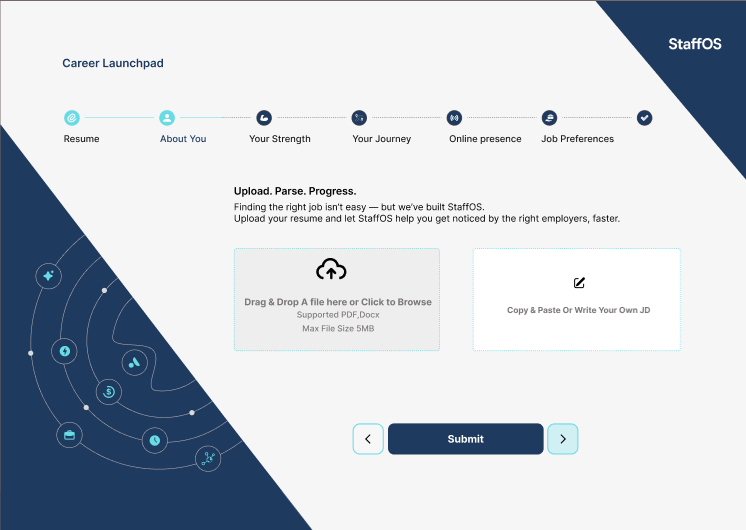 StaffOS
Career Launchpad
Resume
About You
Your Strength
Your Journey
Online presence
Job Preferences
Upload. Parse. Progress.
Finding the right job isn't easy — but we've built StaffOS.
Upload your resume and let StaffOS help you get noticed by the right employers, faster.
Drag & Drop A file here or Click to Browse
Supported PDF,Docx
Max File Size 5MB
Copy & Paste Or Write Your Own JD
Submit